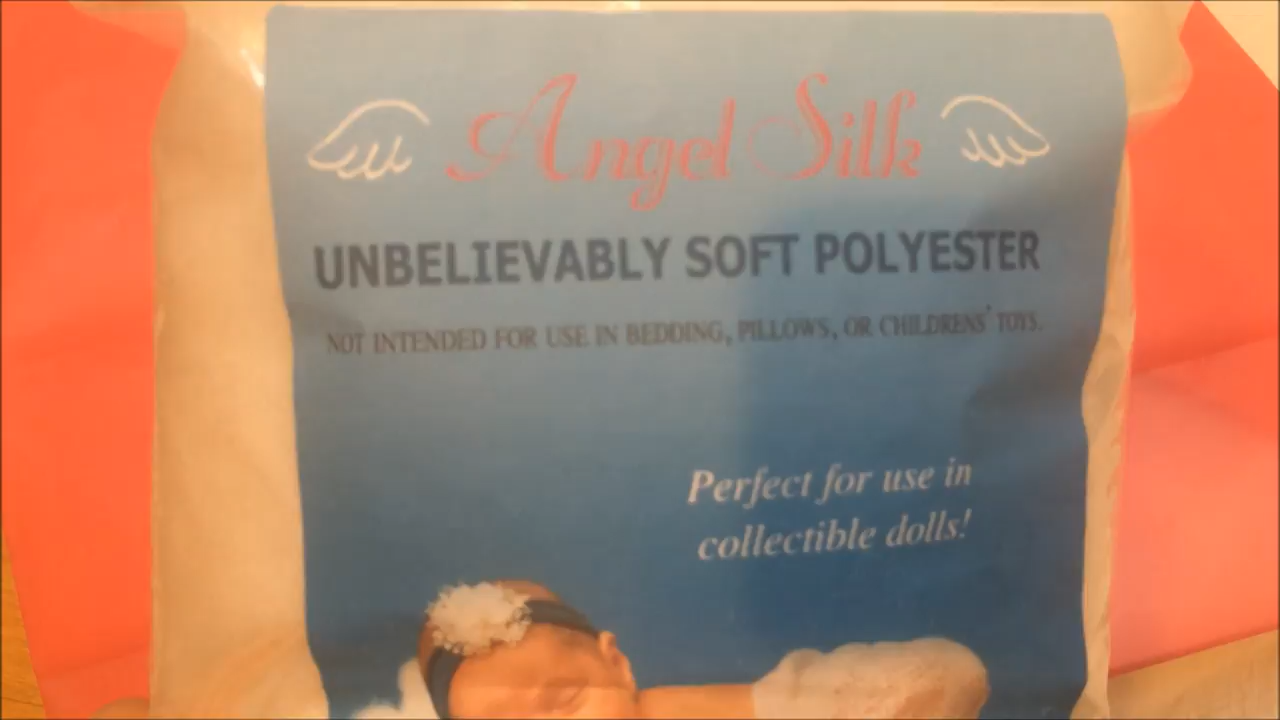 Angel Silk
UNBELIEVABLY SOFT POLYESTER
NOT INTENDED FOR USE IN BEDDING, PILLOWS, OR CHILDRENS' TOYS.
Perfect for use in
collectible dolls!